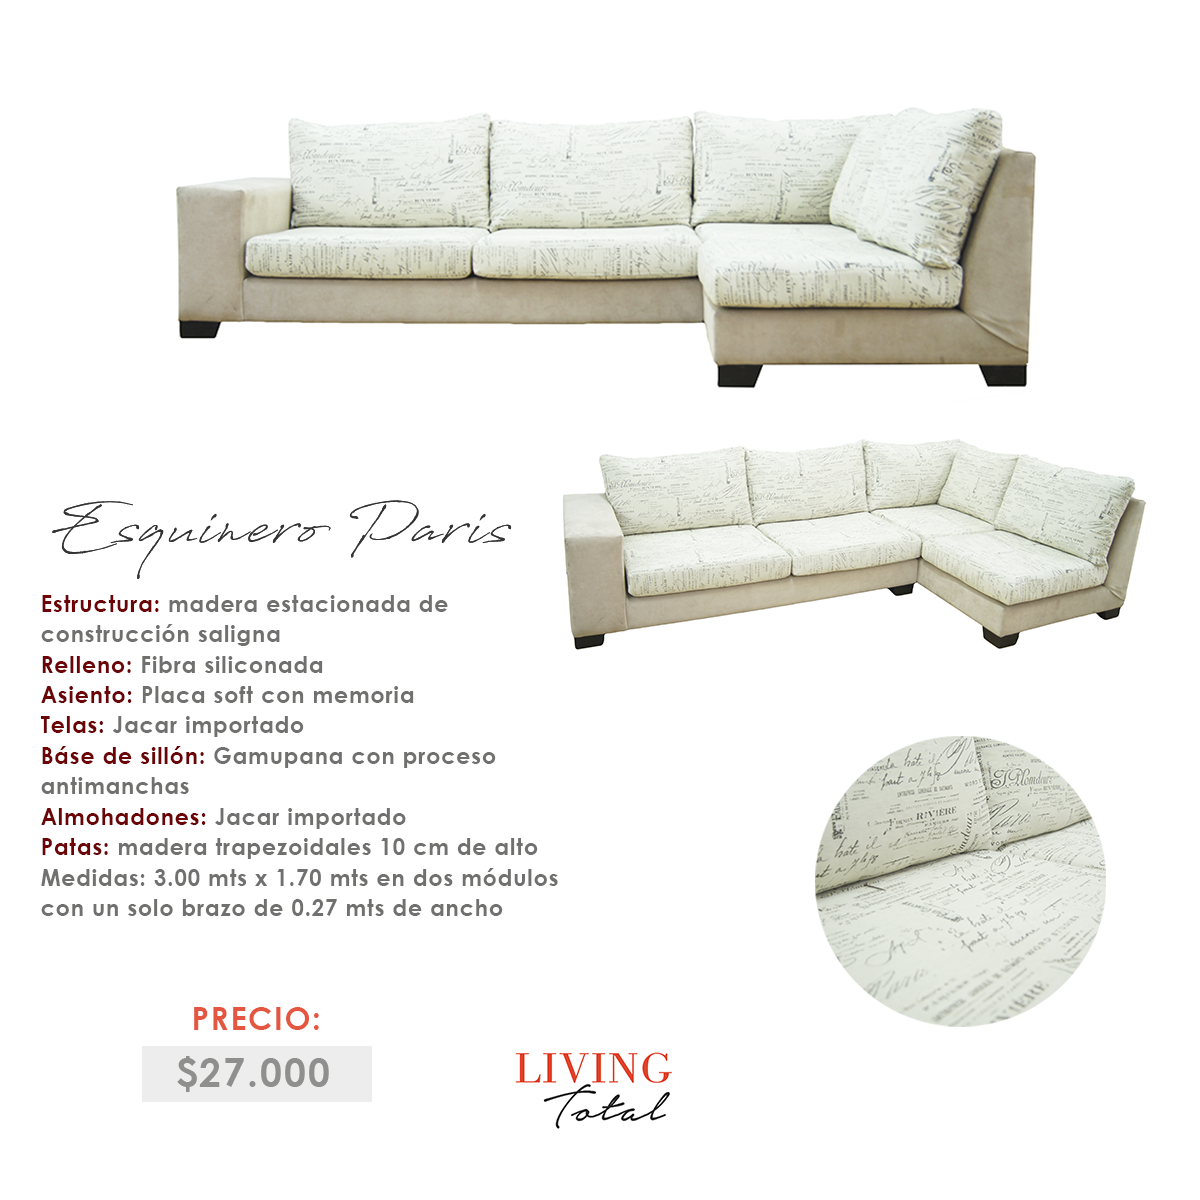 Esquinero Paris
Estructura: madera estacionada de
construcción saligna
Relleno: Fibra siliconada
Asiento: Placa soft con memoria
Telas: Jacar importado
Báse de sillón: Gamupana con proceso
antimanchas
Almohadones: Jacar importado
Patas: madera trapezoidales 10 cm de alto
Medidas: 3.00 mts x 1.70 mts en dos módulos
con un solo brazo de 0.27 mts de ancho
PRECIO:
$27.000
LIVING
Total
RIVIÈRE